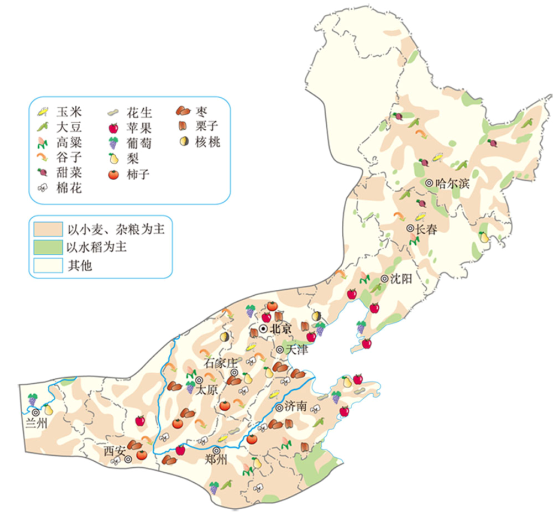 玉米 花生 枣
大豆 苹果 栗子
高粱 葡萄 核桃
谷子 梨
甜菜 柿子
棉花
以小麦、杂粮为主
以水稻为主
其他
哈尔滨
长春
沈阳
北京
天津
石家庄
太原
济南
兰州
西安
郑州